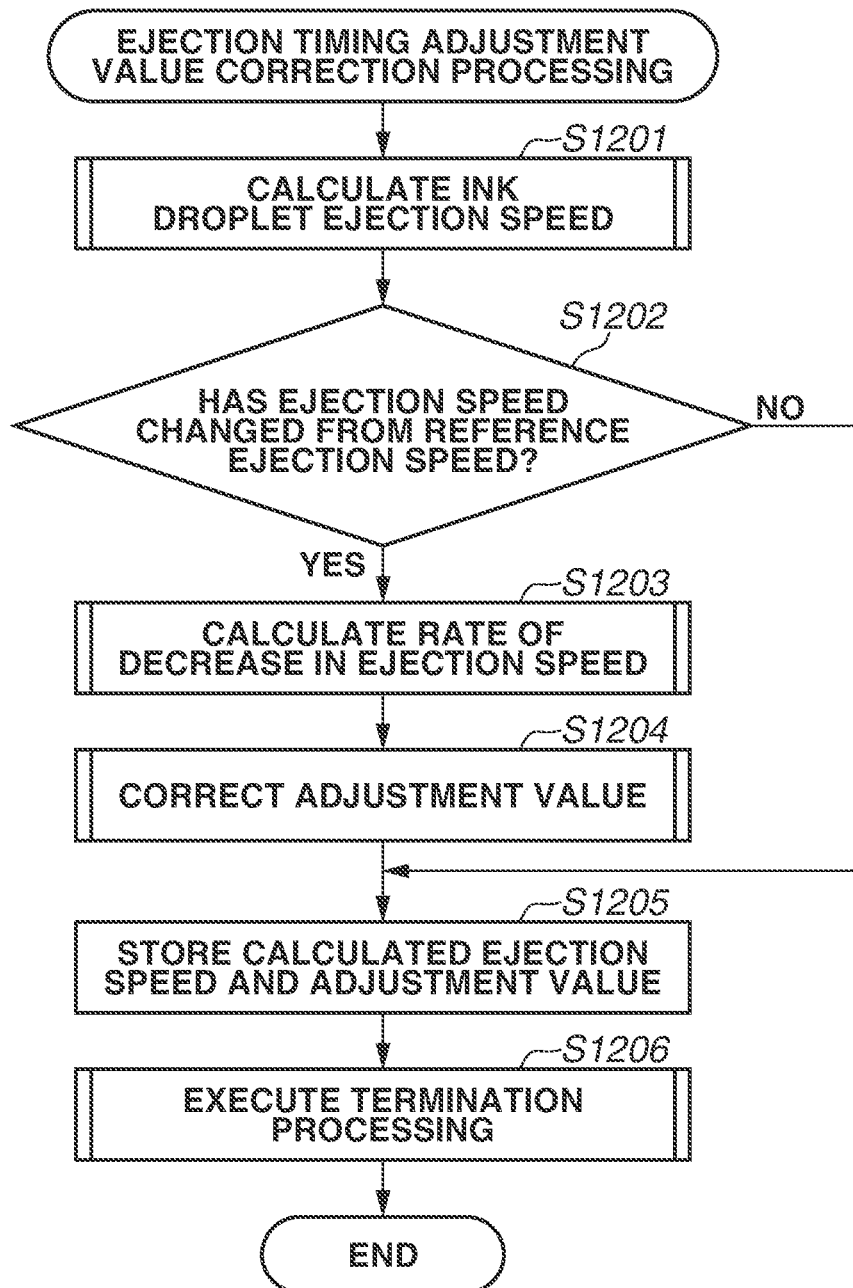 EJECTION TIMING ADJUSTMENT
VALUE CORRECTION PROCESSING
S1201
CALCULATE INK
DROPLET EJECTION SPEED
S1202
HAS EJECTION SPEED
CHANGED FROM REFERENCE
EJECTION SPEED?
NO
YES
S1203
CALCULATE RATE OF
DECREASE IN EJECTION SPEED
S1204
CORRECT ADJUSTMENT VALUE
S1205
STORE CALCULATED EJECTION
SPEED AND ADJUSTMENT VALUE
S1206
EXECUTE TERMINATION
PROCESSING
END